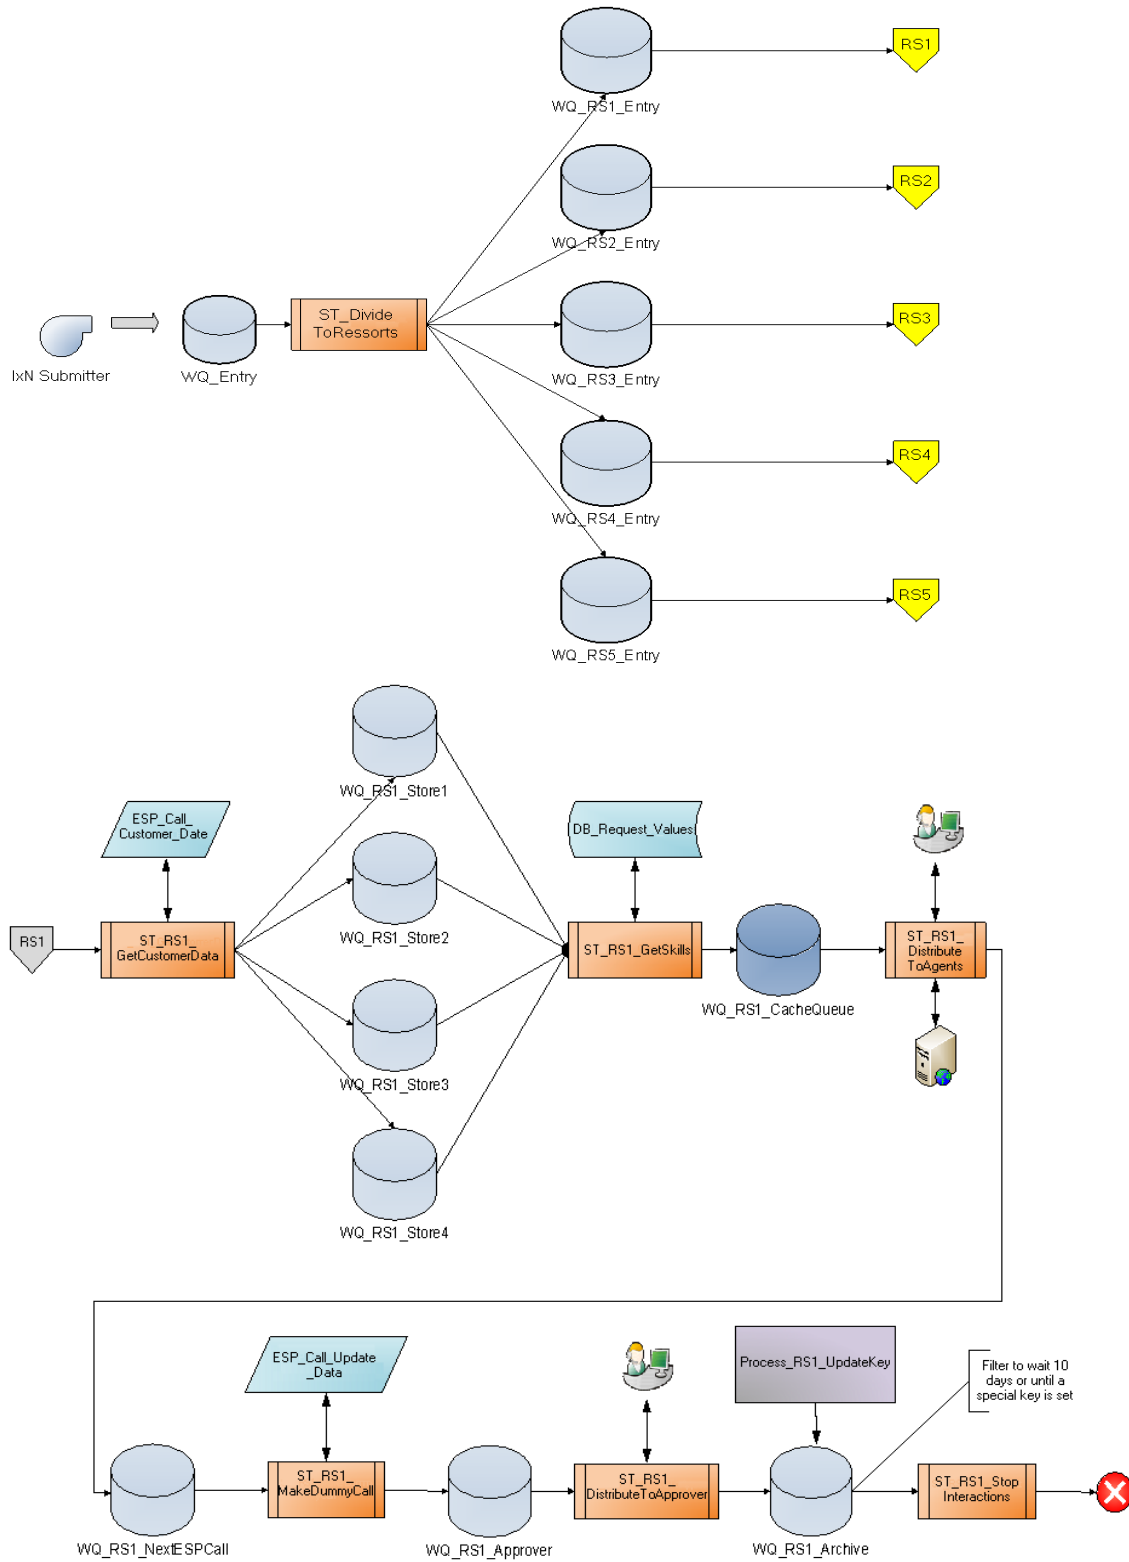 RS1
WQ_RS1_Entry
RS2
WQ_RS2_Entry
ST_Divide
ToRessorts
RS3
IxN Submitter
WQ_Entry
WQ_RS3_Entry
RS4
WQ_RS4_Entry
RS5
WQ_RS5_Entry
WQ_RS1_Store1
ESP_Call_
Customer_Date
DB_Request_Values
RS1
ST_RS1_
GetCustomerData
WQ_RS1_Store2
ST_RS1_GetSkills
WQ_RS1_CacheQueue
ST_RS1_
Distribute
ToAgents
WQ_RS1_Store3
WQ_RS1_Store4
ESP_Call_Update
_Data
Process_RS1_UpdateKey
Filter to wait 10
days or until a
special key is set
WQ_RS1_NextESPCall
ST_RS1_
MakeDummyCall
WQ_RS1_Approver
ST_RS1_
DistributeToApprover
WQ_RS1_Archive
ST_RS1_Stop
Interactions